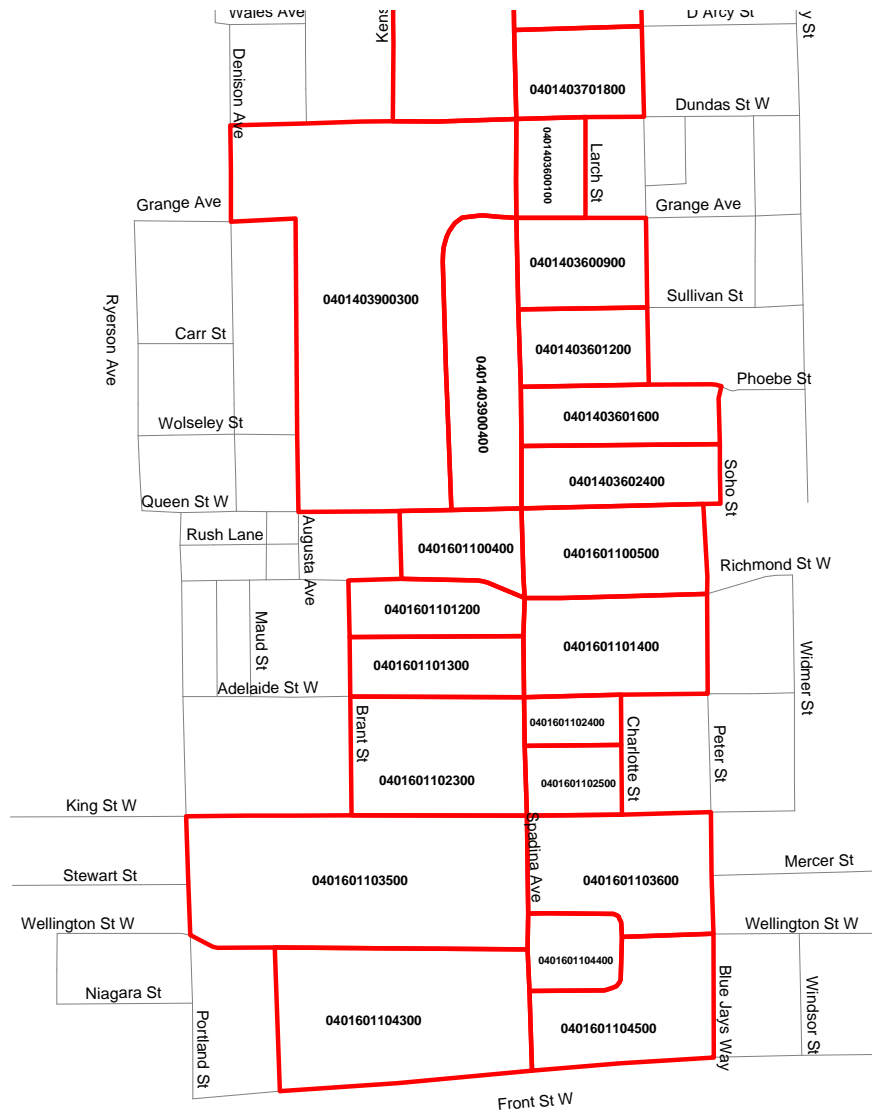 Wales Ave
Kens
D'Arcy St
y St
Denison Ave
0401403701800
Dundas St W
0401403600100
Larch St
Grange Ave
Grange Ave
0401403600900
0401403900300
Sullivan St
Ryerson Ave
Carr St
0401403601200
0401403900400
Phoebe St
Wolseley St
0401403601600
0401403602400
Soho St
Queen St W
Rush Lane
Augusta Ave
0401601100400
0401601100500
Richmond St W
0401601101200
Maud St
0401601101300
0401601101400
Widmer St
Adelaide St W
Brant St
0401601102400
Charlotte St
Peter St
0401601102300
0401601102500
King St W
Spadina Ave
Stewart St
0401601103500
0401601103600
Mercer St
Wellington St W
Wellington St W
0401601104400
Niagara St
Portland St
0401601104300
0401601104500
Blue Jays Way
Windsor St
Front St W